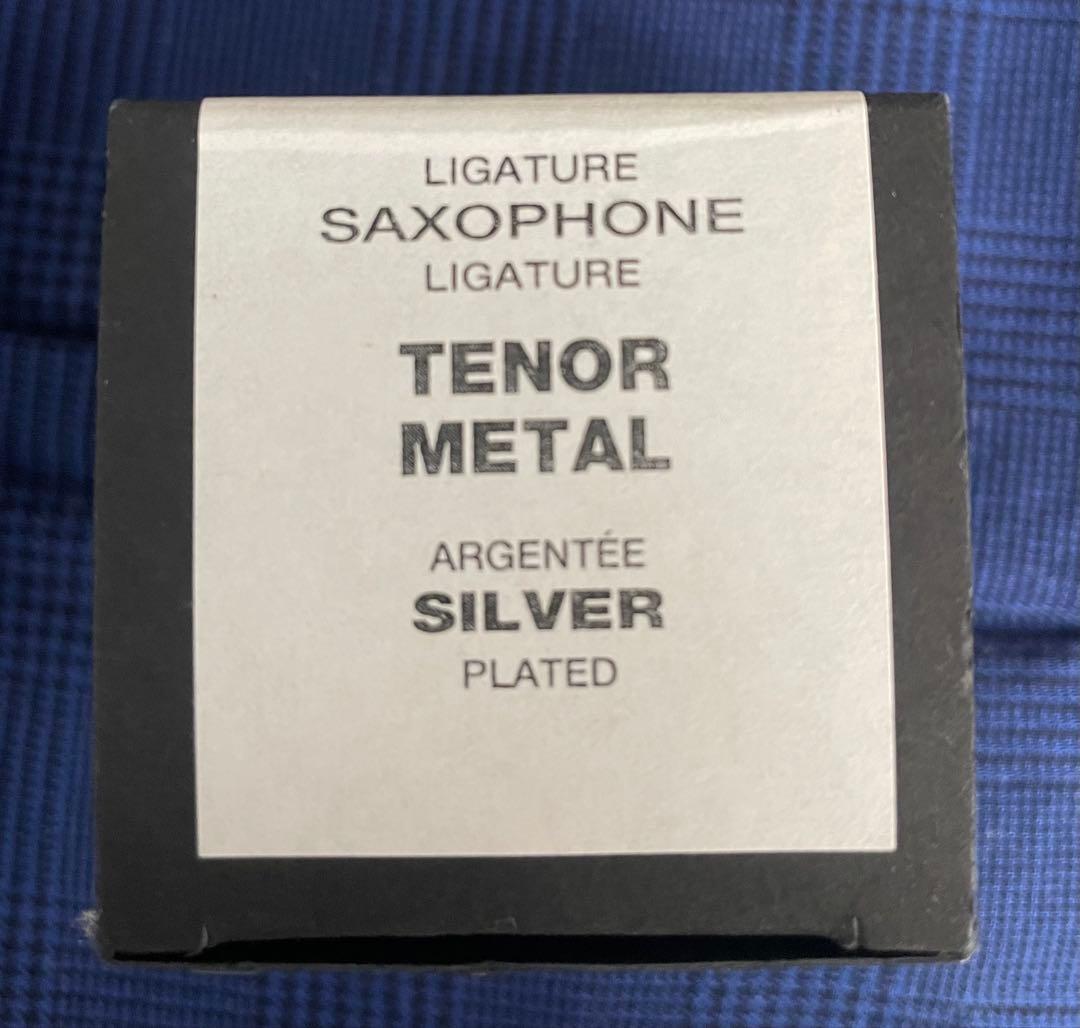 LIGATURE
SAXOPHONE
LIGATURE
TENOR
METAL
ARGENTÉE
SILVER
PLATED